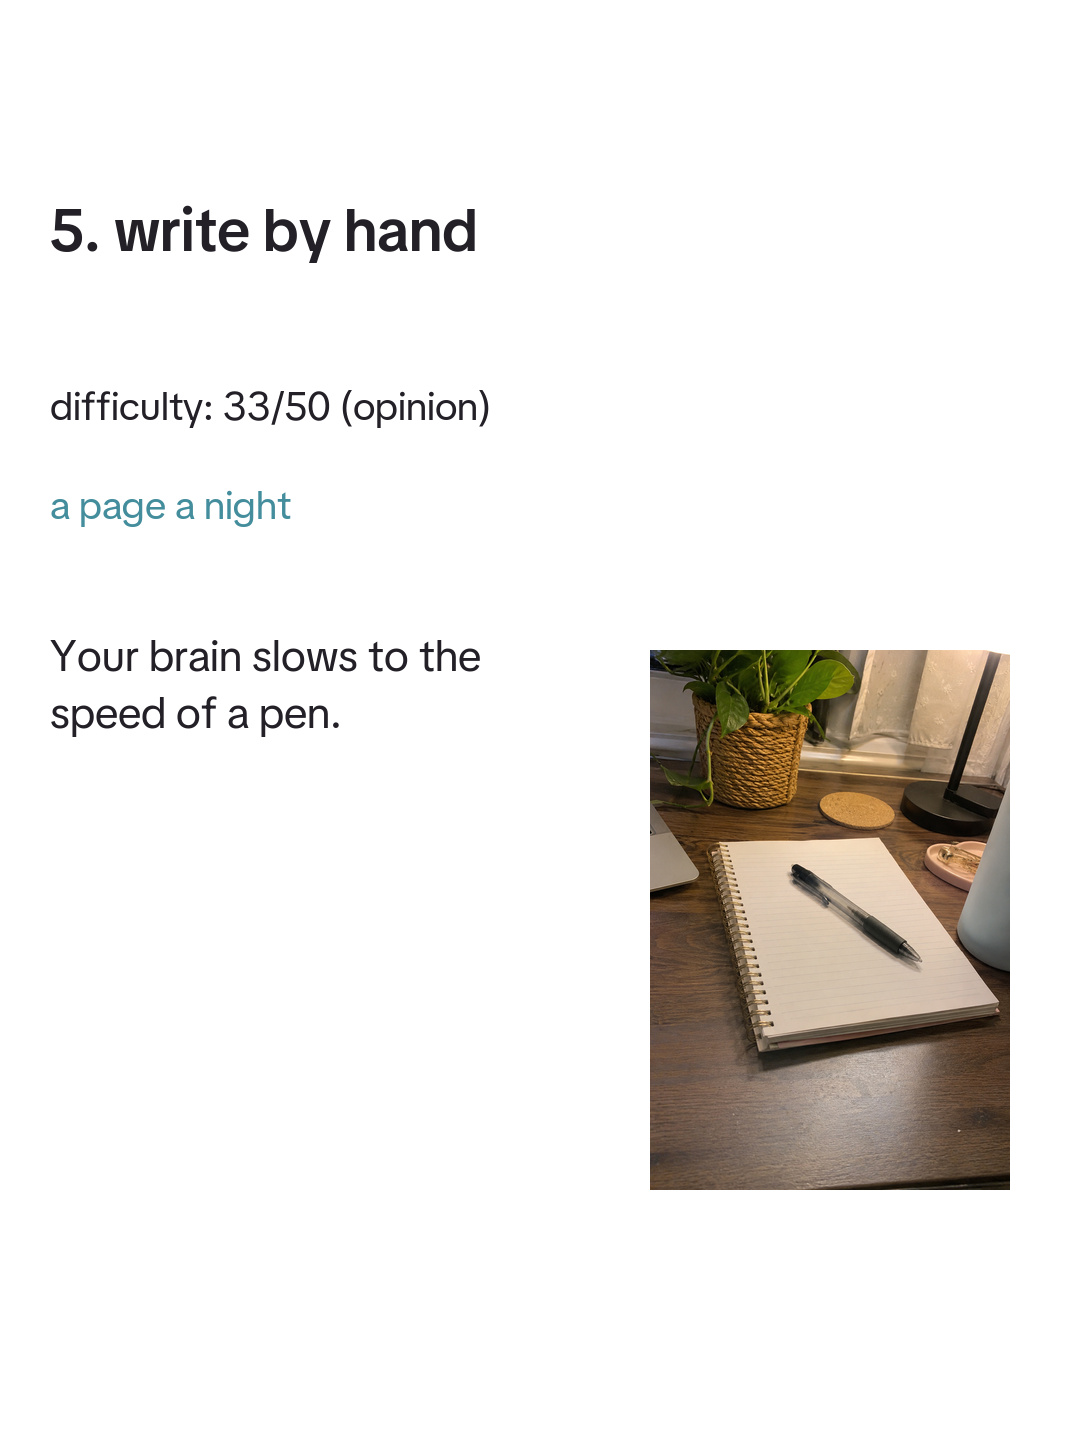 5. write by hand
difficulty: 33/50 (opinion)
a page a night
Your brain slows to the
speed of a pen.